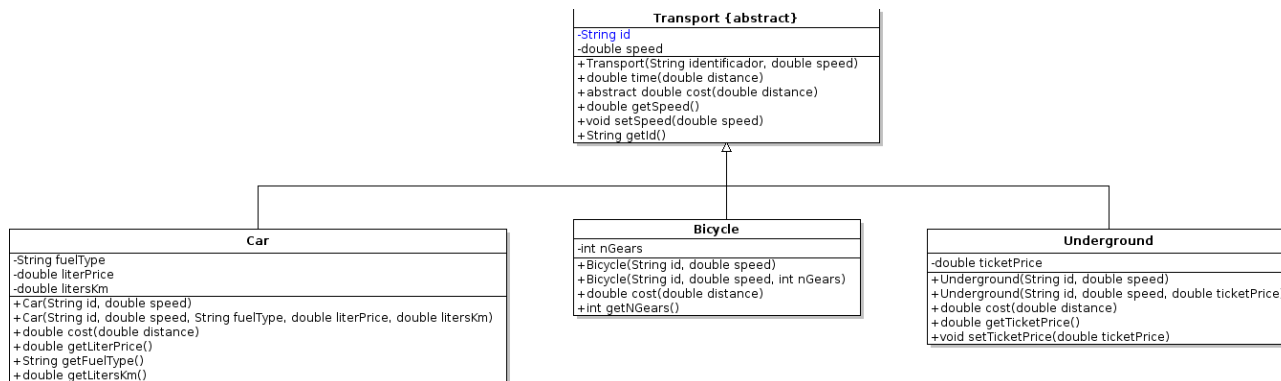 Transport {abstract}
-String id
-double speed
+Transport(String identificador, double speed)
+double time(double distance)
+abstract double cost(double distance)
+double getSpeed()
+void setSpeed(double speed)
+String getId()
Car
-String fuelType
-double literPrice
-double litersKm
+Car(String id, double speed)
+Car(String id, double speed, String fuelType, double literPrice, double litersKm)
+double cost(double distance)
+double getLiterPrice()
+String getFuelType()
+double getLitersKm()
Bicycle
-int nGears
+Bicycle(String id, double speed)
+Bicycle(String id, double speed, int nGears)
+double cost(double distance)
+int getNGears()
Underground
-double ticketPrice
+Underground(String id, double speed)
+Underground(String id, double speed, double ticketPrice)
+double cost(double distance)
+double getTicketPrice()
+void setTicketPrice(double ticketPrice)